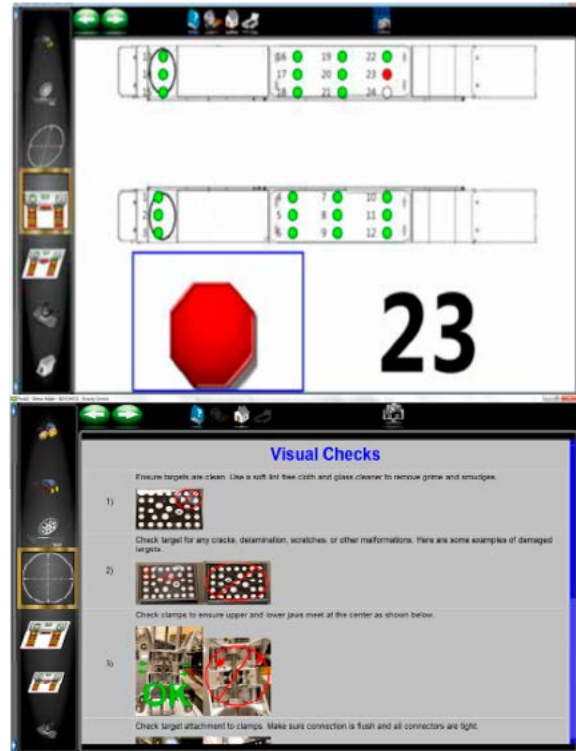 13 16 19 22
14 17 20 23
15 18 21 24
1 4 7 10
2 5 8 11
3 6 9 12
23
Visual Checks
Ensure targets are clean. Use a soft lint free cloth and glass cleaner to remove grime and smudges.
1)
Check target for any cracks, delamination, scratches, or other malformations. Here are some examples of damaged
targets.
2)
Check clamps to ensure upper and lower jaws meet at the center as shown below.
3)
OK
Check target attachment to clamps. Make sure connection is flush and all connectors are tight.